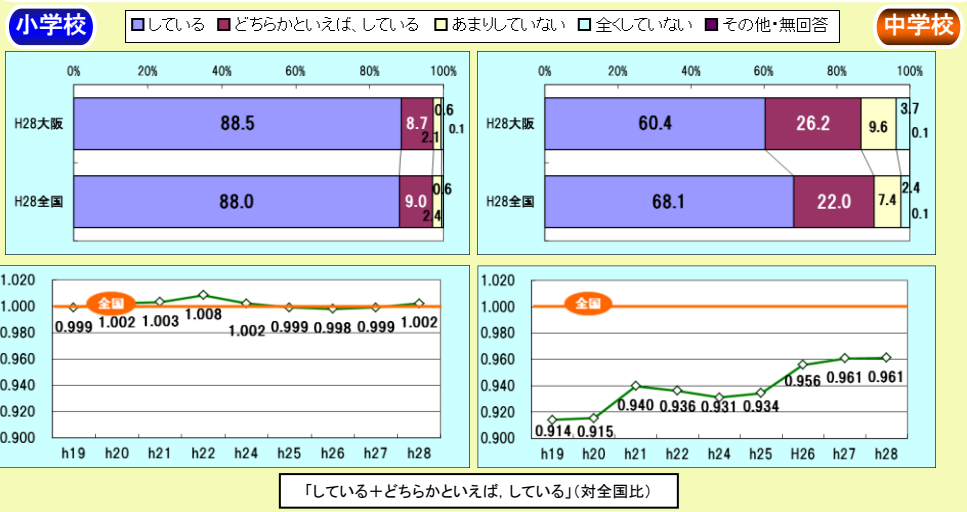 小学校
している どちらかといえば、している あまりしていない 全くしていない その他・無回答
中学校
0% 20% 40% 60% 80% 100%
H28大阪 88.5 8.7 2.1 0.6 0.1
H28全国 88.0 9.0 2.4 0.6
0% 20% 40% 60% 80% 100%
H28大阪 60.4 26.2 9.6 3.7 0.1
H28全国 68.1 22.0 7.4 2.4 0.1
1.020
1.000
0.980
0.960
0.940
0.920
0.900
全国
0.999 1.002 1.003 1.008 1.002 0.999 0.998 0.999 1.002
h19 h20 h21 h22 h24 h25 h26 h27 h28
1.020
1.000
0.980
0.960
0.940
0.920
0.900
全国
0.914 0.915 0.940 0.936 0.931 0.934 0.956 0.961 0.961
h19 h20 h21 h22 h24 h25 H26 h27 h28
「している＋どちらかといえば，している」（対全国比）